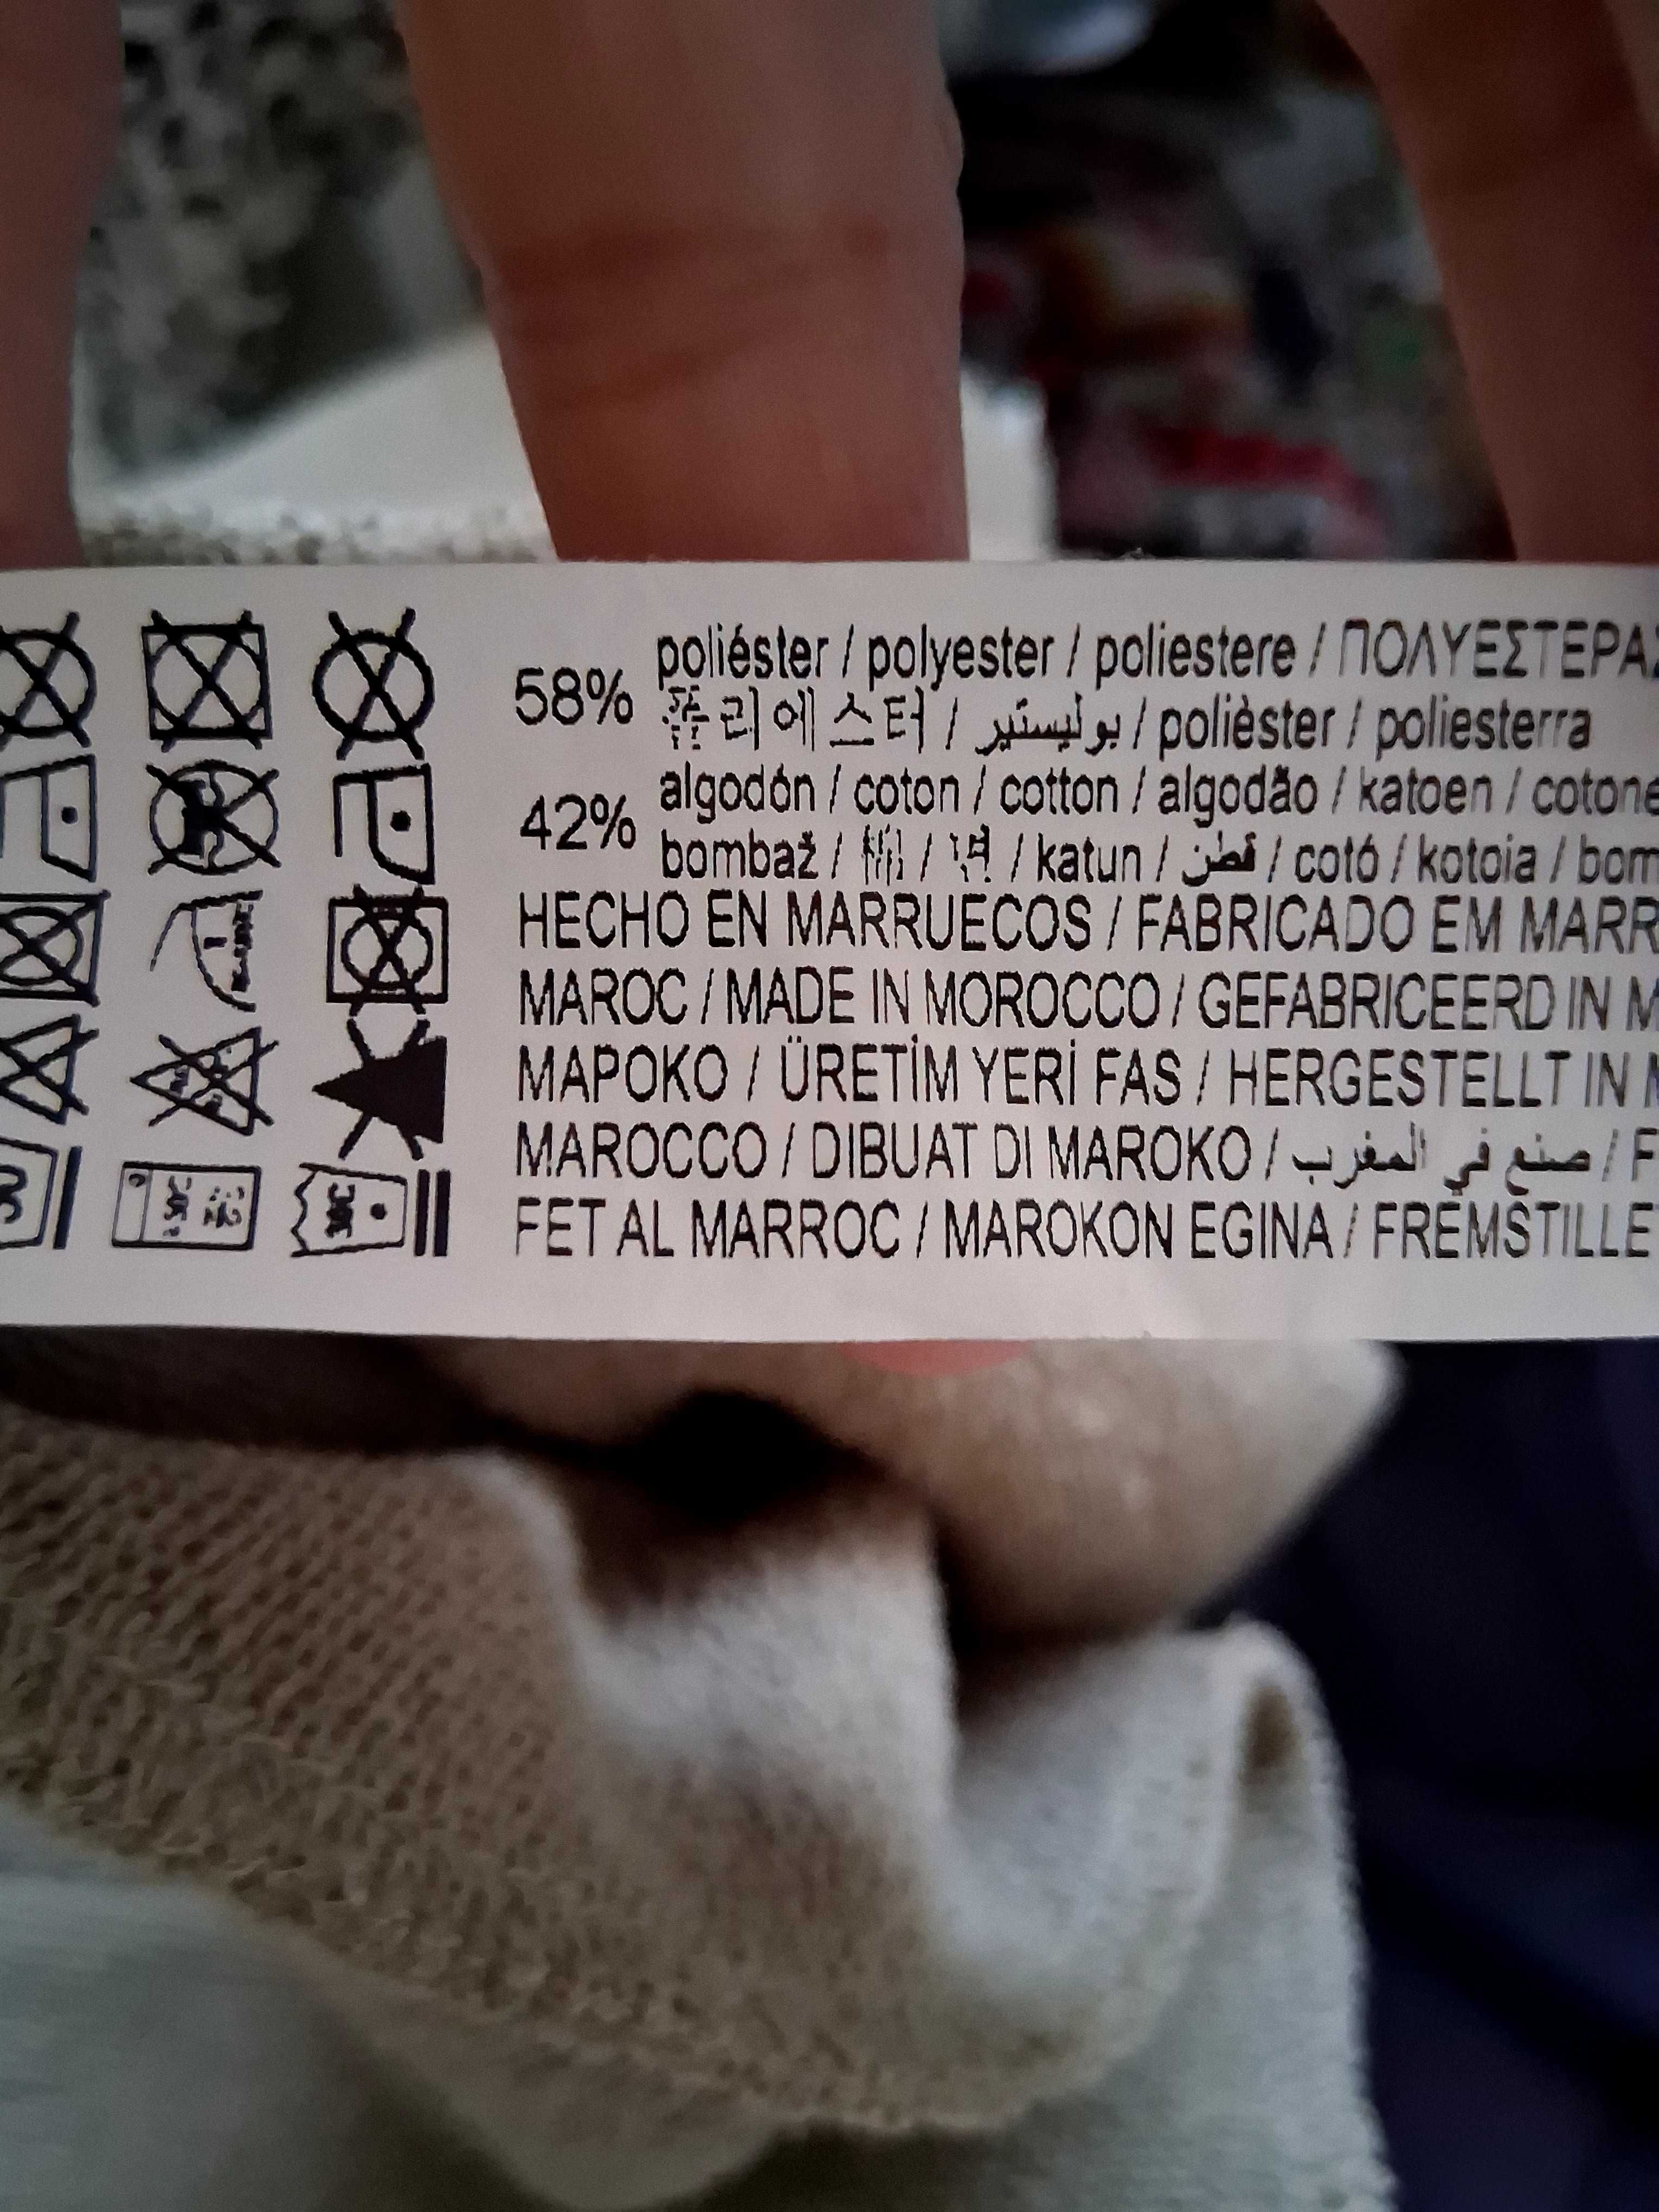 58%
poliéster / polyester / poliestere / ΠΟΛΥΕΣΤΕΡΑΣ
폴리에스터 / بوليستير / polièster / poliesterra
42%
algodón / coton / cotton / algodão / katoen / cotone
bombaž / 棉 / 면 / katun / قطن / cotó / kotoia / bom
HECHO EN MARRUECOS / FABRICADO EM MARR
MAROC / MADE IN MOROCCO / GEFABRICEERD IN M
ΜΑΡΟΚΟ / ÜRETİM YERİ FAS / HERGESTELLT IN M
MAROCCO / DIBUAT DI MAROKO / صنع في المغرب / F
FET AL MARROC / MAROKON EGINA / FREMSTILLET